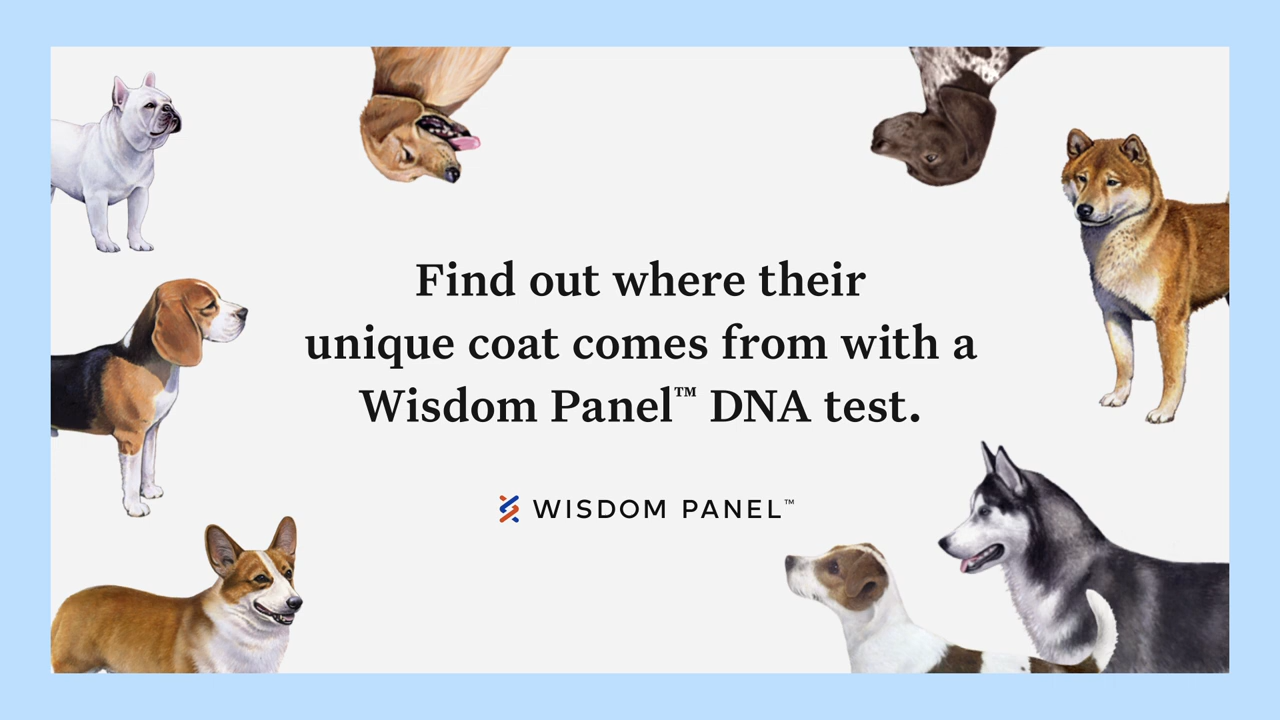 Find out where their
unique coat comes from with a
Wisdom Panel™ DNA test.
WISDOM PANEL™